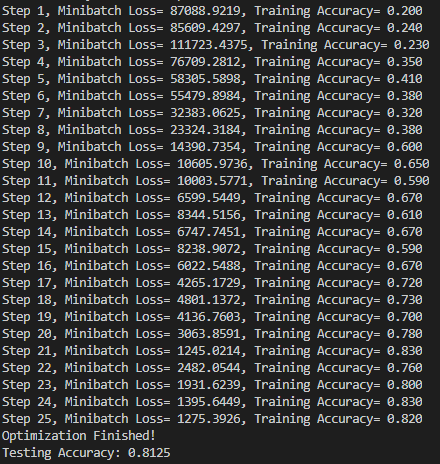 Step 1, Minibatch Loss= 87088.9219, Training Accuracy= 0.200
Step 2, Minibatch Loss= 85609.4297, Training Accuracy= 0.240
Step 3, Minibatch Loss= 111723.4375, Training Accuracy= 0.230
Step 4, Minibatch Loss= 76709.2812, Training Accuracy= 0.350
Step 5, Minibatch Loss= 58305.5898, Training Accuracy= 0.410
Step 6, Minibatch Loss= 55479.8984, Training Accuracy= 0.380
Step 7, Minibatch Loss= 32383.0625, Training Accuracy= 0.320
Step 8, Minibatch Loss= 23324.3184, Training Accuracy= 0.380
Step 9, Minibatch Loss= 14390.7354, Training Accuracy= 0.600
Step 10, Minibatch Loss= 10605.9736, Training Accuracy= 0.650
Step 11, Minibatch Loss= 10003.5771, Training Accuracy= 0.590
Step 12, Minibatch Loss= 6599.5449, Training Accuracy= 0.670
Step 13, Minibatch Loss= 8344.5156, Training Accuracy= 0.610
Step 14, Minibatch Loss= 6747.7451, Training Accuracy= 0.670
Step 15, Minibatch Loss= 8238.9072, Training Accuracy= 0.590
Step 16, Minibatch Loss= 6022.5488, Training Accuracy= 0.670
Step 17, Minibatch Loss= 4265.1729, Training Accuracy= 0.720
Step 18, Minibatch Loss= 4801.1372, Training Accuracy= 0.730
Step 19, Minibatch Loss= 4136.7603, Training Accuracy= 0.700
Step 20, Minibatch Loss= 3063.8591, Training Accuracy= 0.780
Step 21, Minibatch Loss= 1245.0214, Training Accuracy= 0.830
Step 22, Minibatch Loss= 2482.0544, Training Accuracy= 0.760
Step 23, Minibatch Loss= 1931.6239, Training Accuracy= 0.800
Step 24, Minibatch Loss= 1395.6449, Training Accuracy= 0.830
Step 25, Minibatch Loss= 1275.3926, Training Accuracy= 0.820
Optimization Finished!
Testing Accuracy: 0.8125